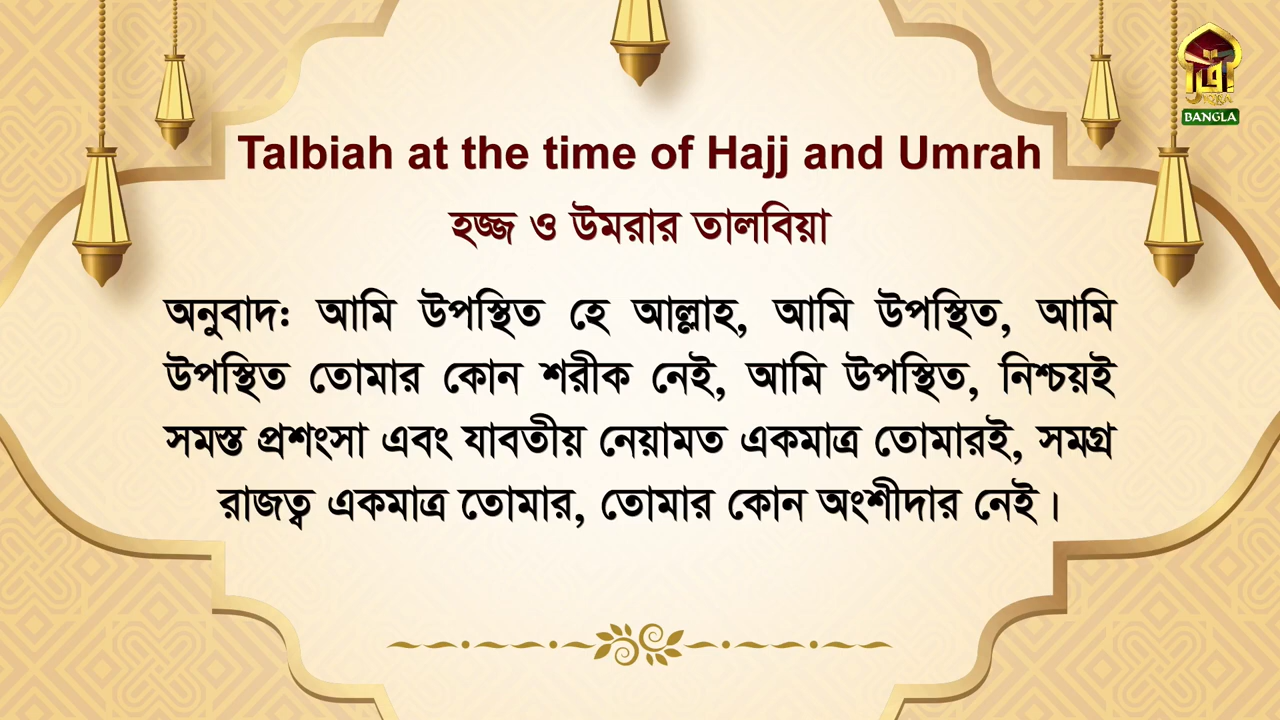 BANGLA
Talbiah at the time of Hajj and Umrah
হজ্জ ও উমরার তালবিয়া
অনুবাদ: আমি উপস্থিত হে আল্লাহ, আমি উপস্থিত, আমি
উপস্থিত তোমার কোন শরীক নেই, আমি উপস্থিত, নিশ্চয়ই
সমস্ত প্রশংসা এবং যাবতীয় নেয়ামত একমাত্র তোমারই, সমগ্র
রাজত্ব একমাত্র তোমার, তোমার কোন অংশীদার নেই।